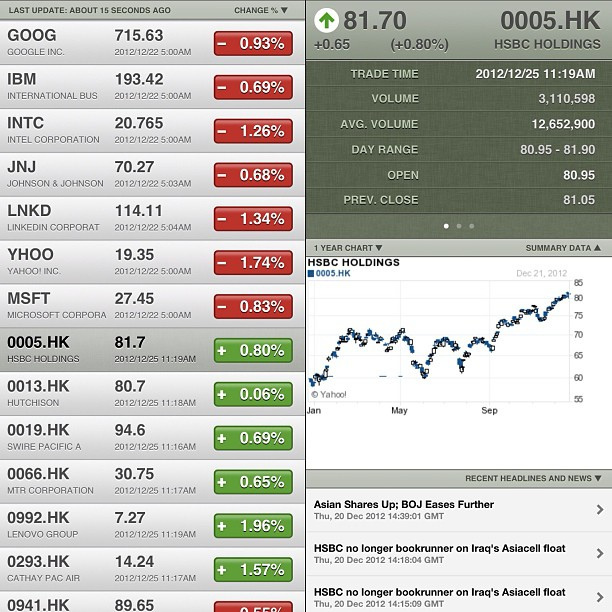 LAST UPDATE: ABOUT 15 SECONDS AGO CHANGE % ▼
GOOG 715.63 − 0.93%
GOOGLE INC. 2012/12/22 5:00AM
IBM 193.42 − 0.69%
INTERNATIONAL BUS 2012/12/22 5:00AM
INTC 20.765 − 1.26%
INTEL CORPORATION 2012/12/22 5:00AM
JNJ 70.27 − 0.68%
JOHNSON & JOHNSON 2012/12/22 5:03AM
LNKD 114.11 − 1.34%
LINKEDIN CORPORAT 2012/12/22 5:04AM
YHOO 19.35 − 1.74%
YAHOO! INC. 2012/12/22 5:00AM
MSFT 27.45 − 0.83%
MICROSOFT CORPORA 2012/12/22 5:00AM
0005.HK 81.7 + 0.80%
HSBC HOLDINGS 2012/12/25 11:19AM
0013.HK 80.7 + 0.06%
HUTCHISON 2012/12/25 11:18AM
0019.HK 94.6 + 0.69%
SWIRE PACIFIC A 2012/12/25 11:16AM
0066.HK 30.75 + 0.65%
MTR CORPORATION 2012/12/25 11:17AM
0992.HK 7.27 + 1.96%
LENOVO GROUP 2012/12/25 11:19AM
0293.HK 14.24 + 1.57%
CATHAY PAC AIR 2012/12/25 11:17AM
0941.HK 89.65 0.55%
81.70 0005.HK
+0.65 (+0.80%) HSBC HOLDINGS
TRADE TIME 2012/12/25 11:19AM
VOLUME 3,110,598
AVG. VOLUME 12,652,900
DAY RANGE 80.95 - 81.90
OPEN 80.95
PREV. CLOSE 81.05
1 YEAR CHART ▼ SUMMARY DATA ▲
HSBC HOLDINGS
0005.HK Dec 21, 2012
85
80
75
70
65
60
55
© Yahoo!
Jan May Sep
RECENT HEADLINES AND NEWS ▼
Asian Shares Up; BOJ Eases Further
Thu, 20 Dec 2012 14:39:01 GMT
HSBC no longer bookrunner on Iraq's Asiacell float
Thu, 20 Dec 2012 14:18:04 GMT
HSBC no longer bookrunner on Iraq's Asiacell float
Thu, 20 Dec 2012 14:15:09 GMT